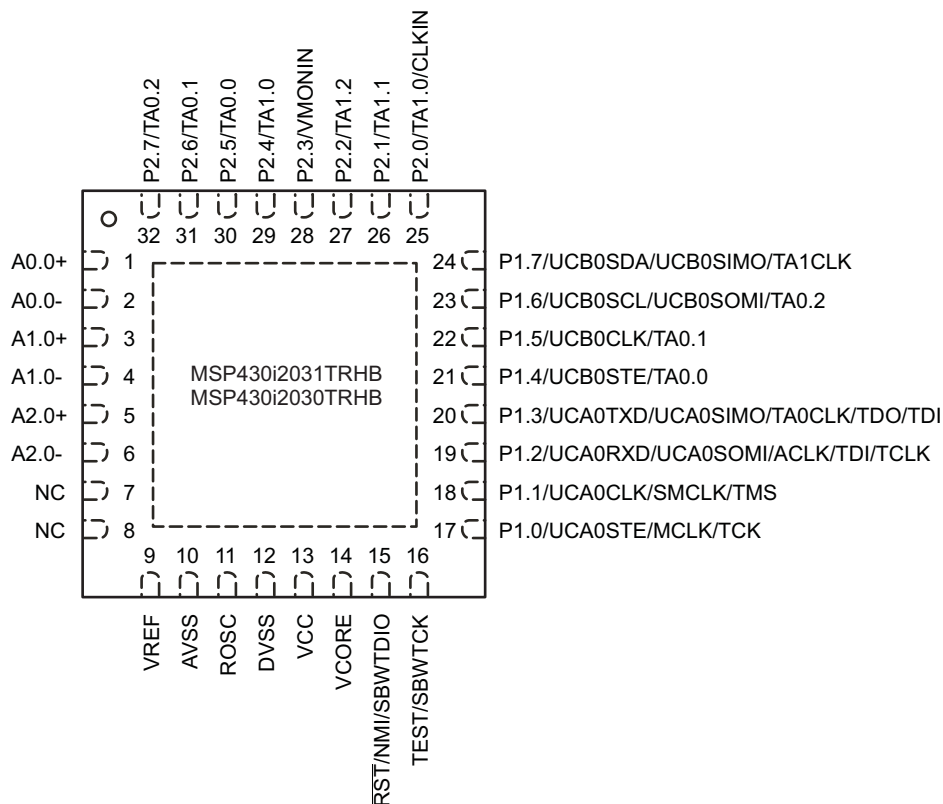 P2.7/TA0.2
P2.6/TA0.1
P2.5/TA0.0
P2.4/TA1.0
P2.3/VMONIN
P2.2/TA1.2
P2.1/TA1.1
P2.0/TA1.0/CLKIN
32 31 30 29 28 27 26 25
A0.0+ 1
A0.0- 2
A1.0+ 3
A1.0- 4
A2.0+ 5
A2.0- 6
NC 7
NC 8
MSP430i2031TRHB
MSP430i2030TRHB
24 P1.7/UCB0SDA/UCB0SIMO/TA1CLK
23 P1.6/UCB0SCL/UCB0SOMI/TA0.2
22 P1.5/UCB0CLK/TA0.1
21 P1.4/UCB0STE/TA0.0
20 P1.3/UCA0TXD/UCA0SIMO/TA0CLK/TDO/TDI
19 P1.2/UCA0RXD/UCA0SOMI/ACLK/TDI/TCLK
18 P1.1/UCA0CLK/SMCLK/TMS
17 P1.0/UCA0STE/MCLK/TCK
9 10 11 12 13 14 15 16
VREF
AVSS
ROSC
DVSS
VCC
VCORE
RST/NMI/SBWTDIO
TEST/SBWTCK